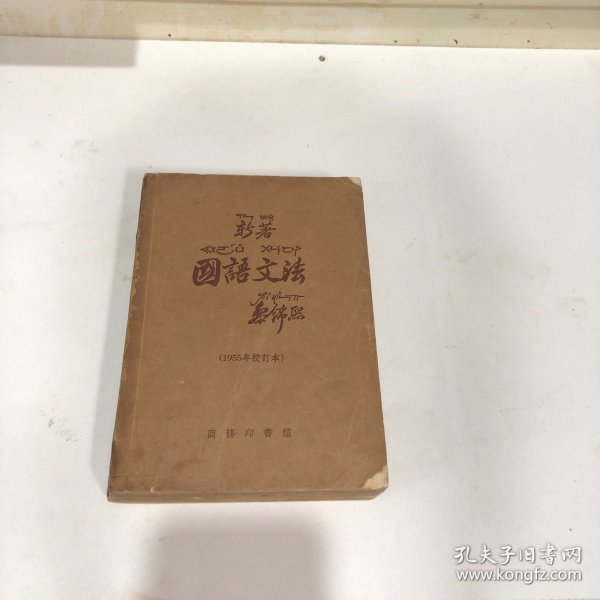 新著
國語文法
黎錦熙
(1955年校訂本)
商務印書館
孔夫子旧书网
www.kongfz.com